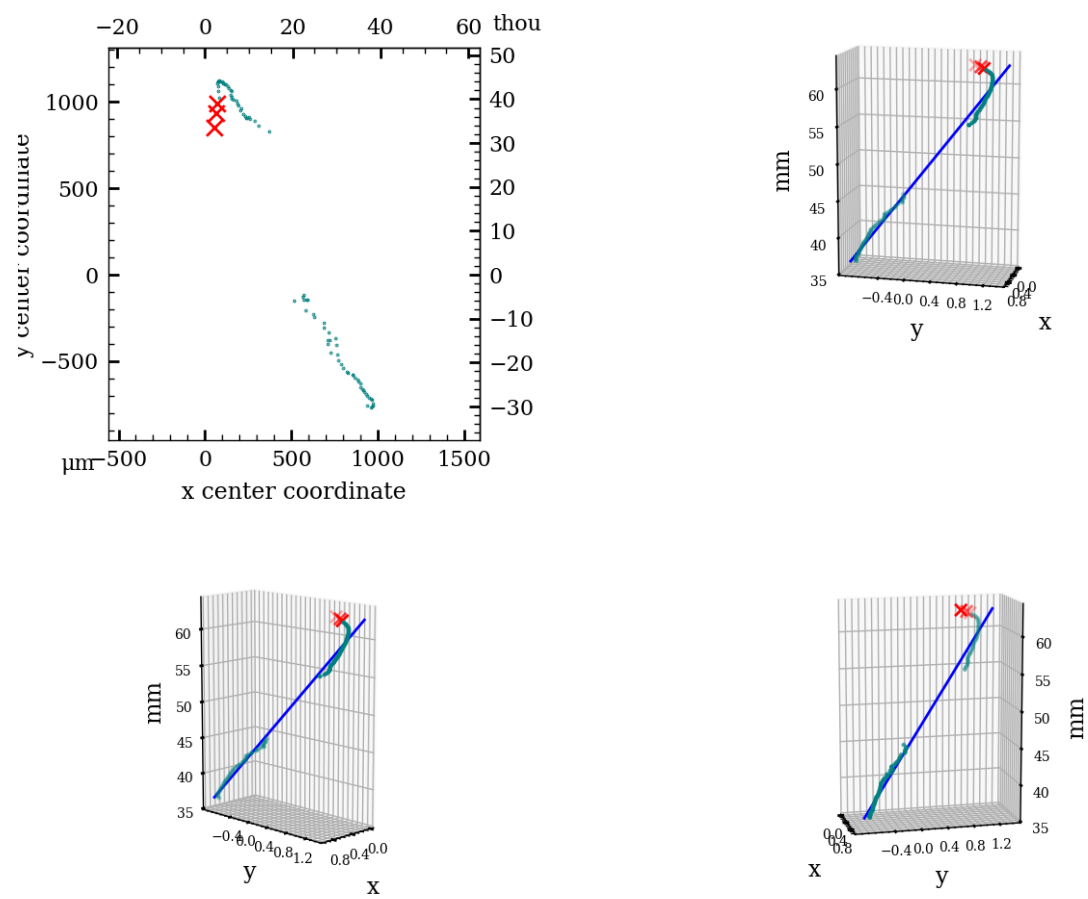 −20 0 20 40 60 thou
50
1000 40
30
500 20
10
0 0
−10
−500 −20
−30
y center coordinate
μm −500 0 500 1000 1500
x center coordinate
60
55
50
45
40
35
mm
−0.4 0.0 0.4 0.8 1.2
0.8 0.4 0.0
y x
60
55
50
45
40
35
mm
−0.4 0.0 0.4 0.8 1.2
0.8 0.4 0.0
y
x
60
55
50
45
40
35
mm
0.0
0.4
0.8
−0.4 0.0 0.4 0.8 1.2
x
y